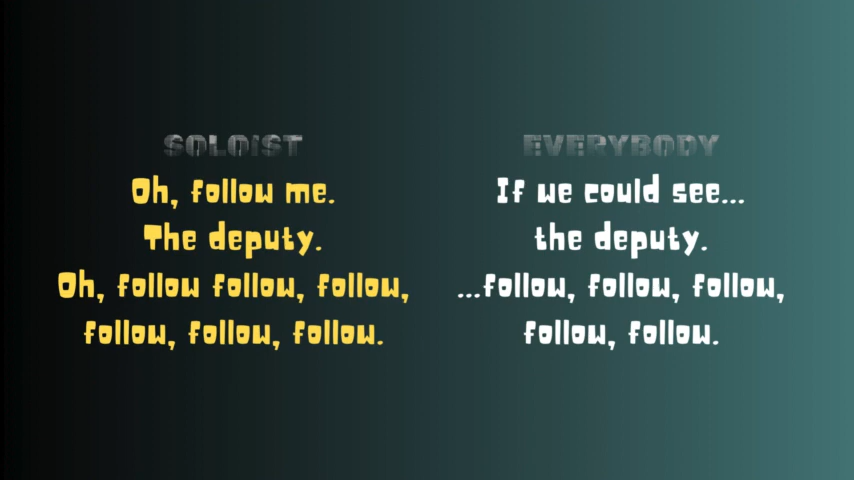 SOLOIST
Oh, follow me.
The deputy.
Oh, follow follow, follow,
follow, follow, follow.
EVERYBODY
If we could see...
the deputy.
...follow, follow, follow,
follow, follow.